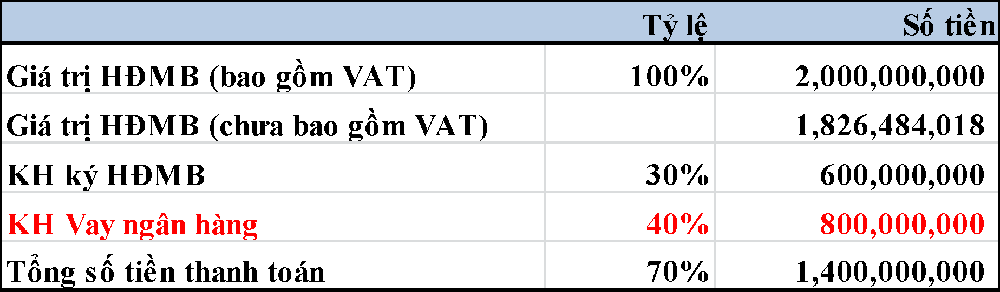 Tỷ lệ Số tiền
Giá trị HĐMB (bao gồm VAT) 100% 2,000,000,000
Giá trị HĐMB (chưa bao gồm VAT) 1,826,484,018
KH ký HĐMB 30% 600,000,000
KH Vay ngân hàng 40% 800,000,000
Tổng số tiền thanh toán 70% 1,400,000,000